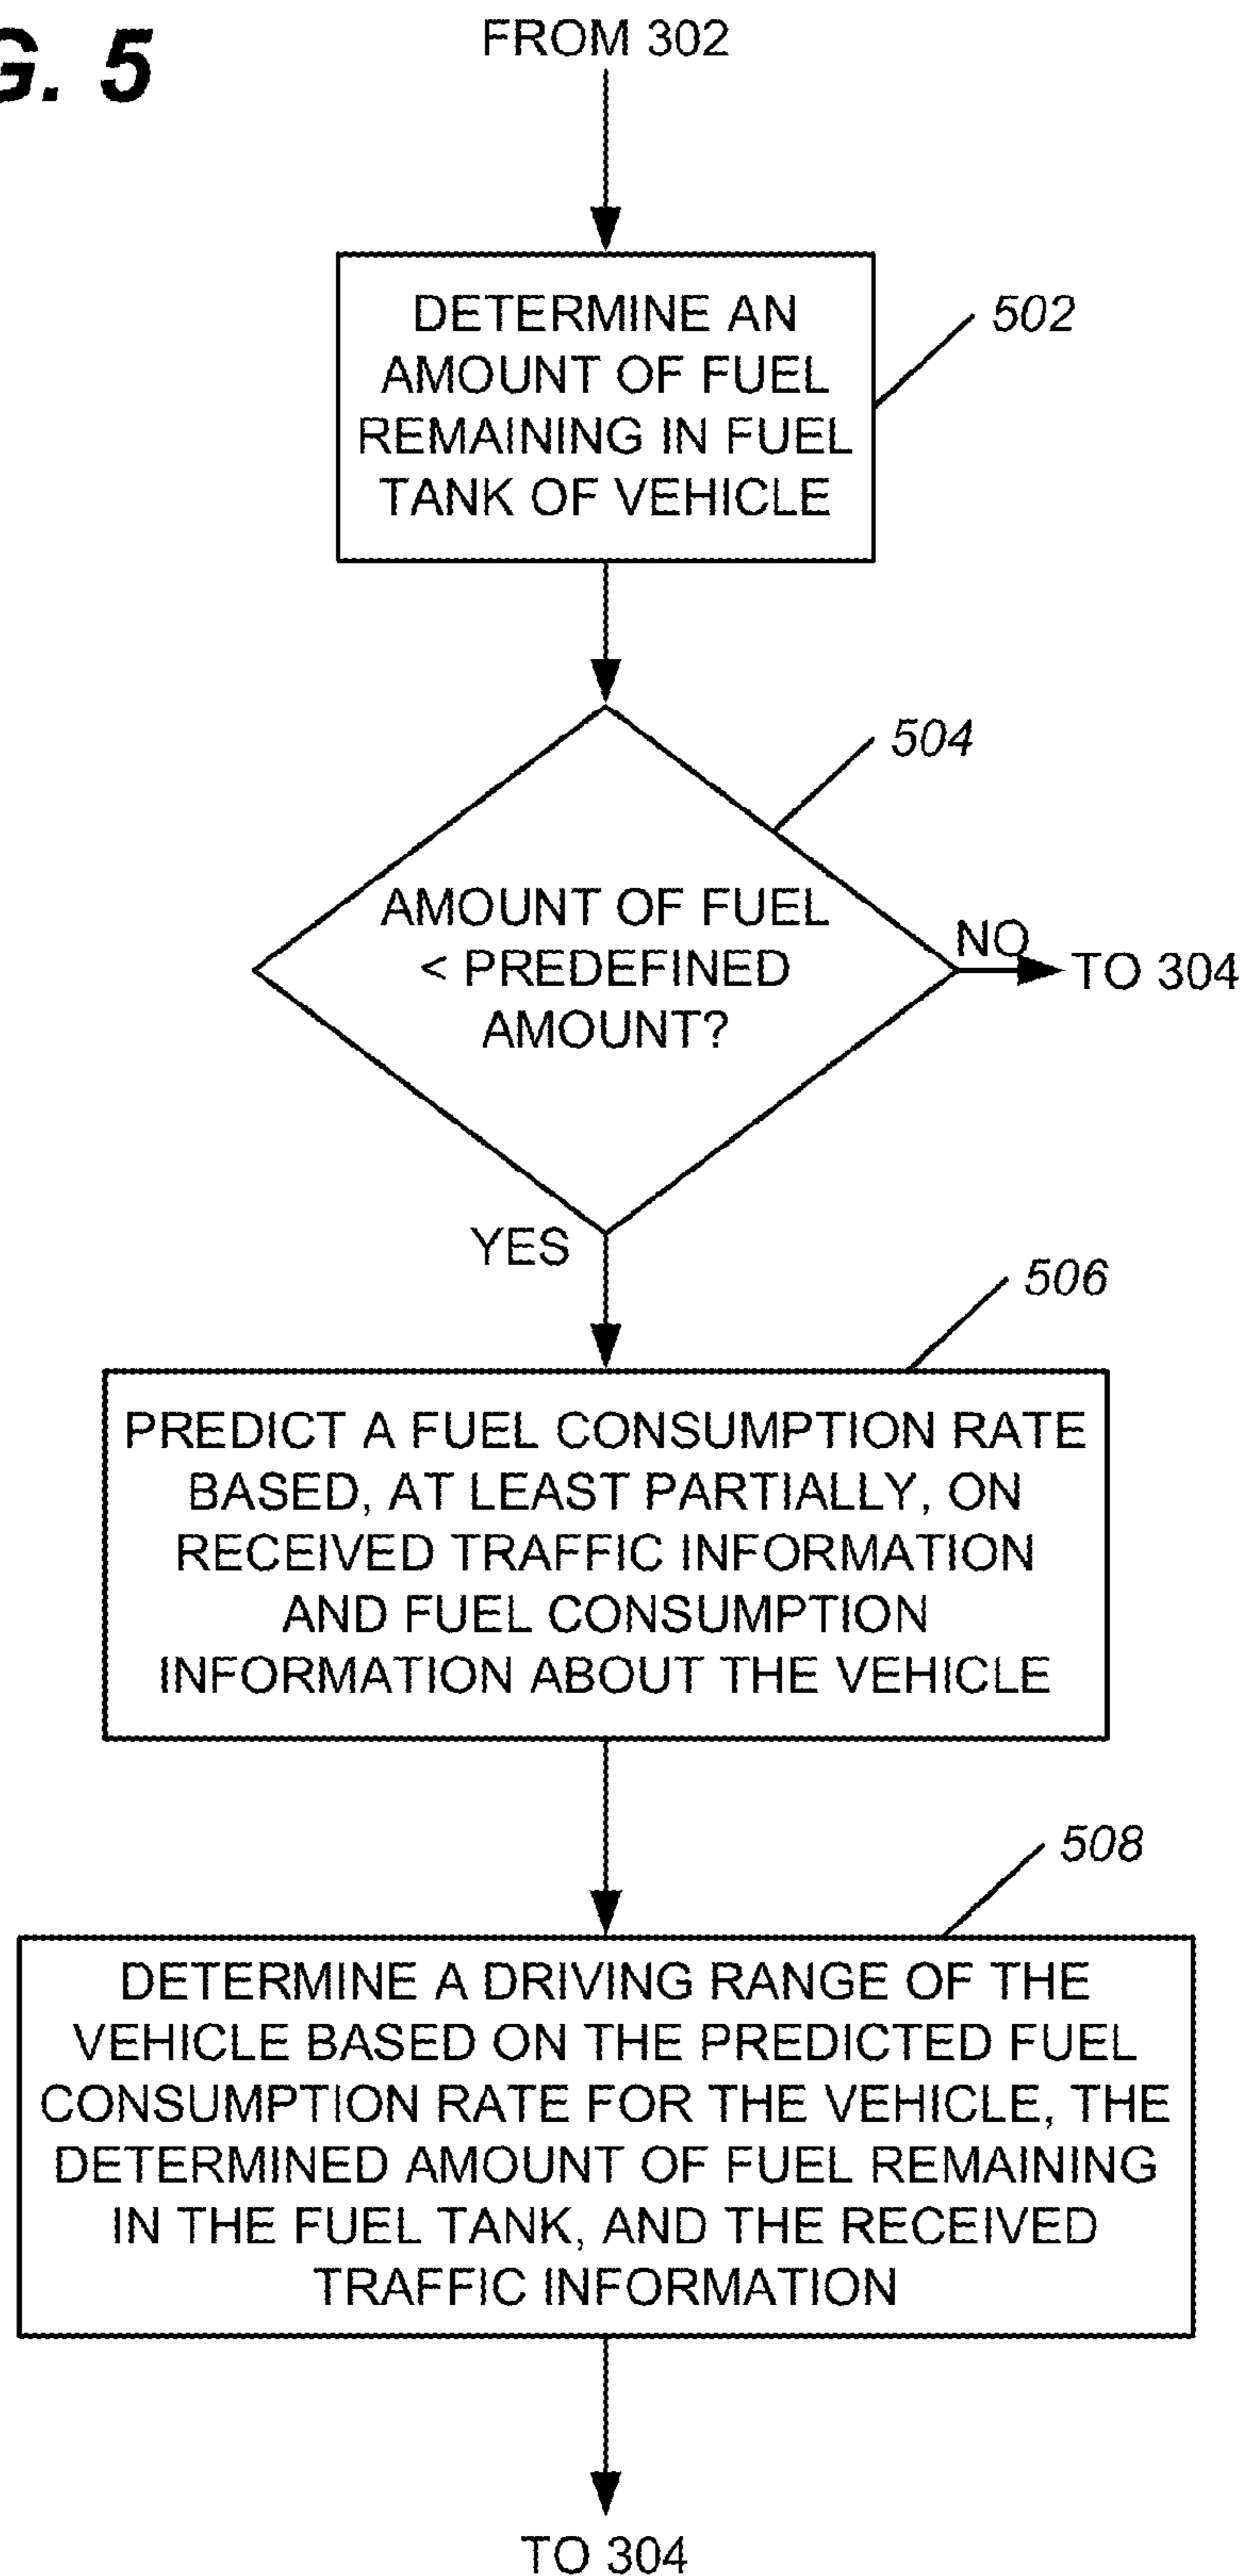 G. 5
FROM 302
DETERMINE AN
AMOUNT OF FUEL
REMAINING IN FUEL
TANK OF VEHICLE
502
504
AMOUNT OF FUEL
< PREDEFINED
AMOUNT?
NO
TO 304
YES
506
PREDICT A FUEL CONSUMPTION RATE
BASED, AT LEAST PARTIALLY, ON
RECEIVED TRAFFIC INFORMATION
AND FUEL CONSUMPTION
INFORMATION ABOUT THE VEHICLE
508
DETERMINE A DRIVING RANGE OF THE
VEHICLE BASED ON THE PREDICTED FUEL
CONSUMPTION RATE FOR THE VEHICLE, THE
DETERMINED AMOUNT OF FUEL REMAINING
IN THE FUEL TANK, AND THE RECEIVED
TRAFFIC INFORMATION
TO 304